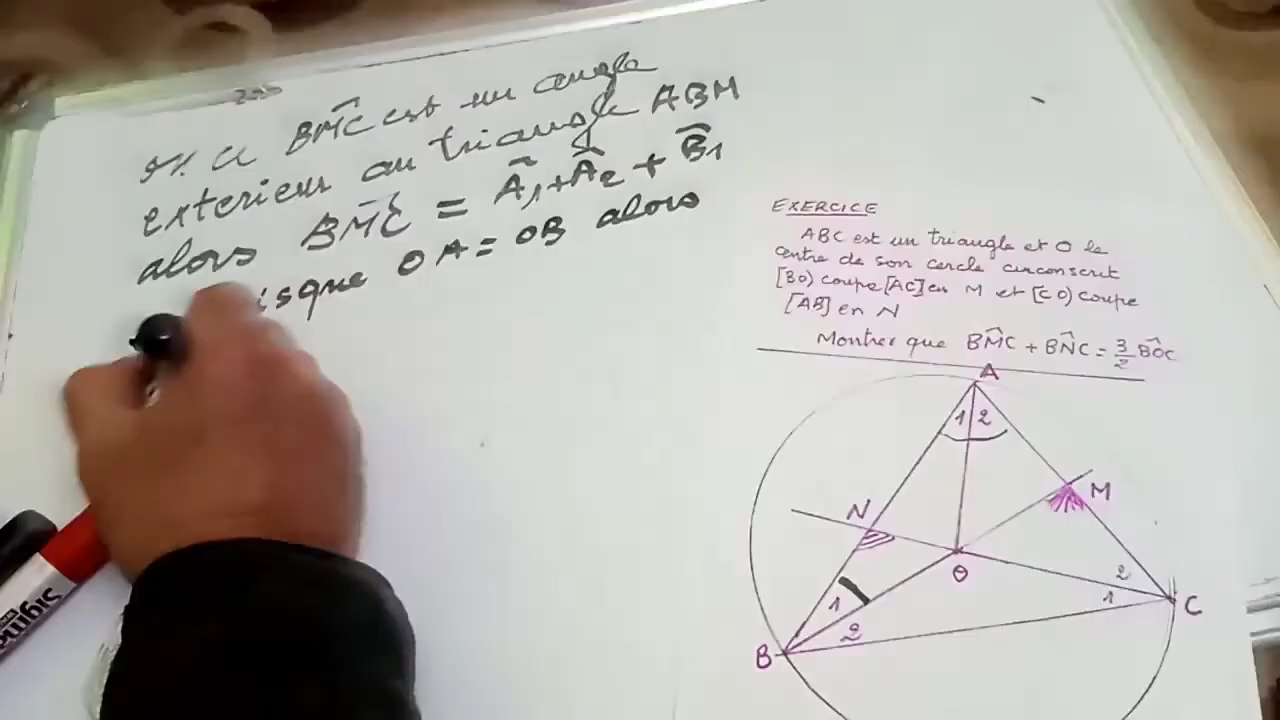 BM̂C est un angle
exterieur au triangle ABM
alors BM̂C = Â₁ + Â₂ + B̂₁
isque OA = OB alors
EXERCICE
ABC est un triangle et O le
centre de son cercle circonscrit
[BO) coupe [AC] en M et [CO) coupe
[AB] en N
Montrer que BM̂C + BN̂C = 3/2 BÔC
A
1 2
M
N
O
2
1
C
1
2
B
Sigma